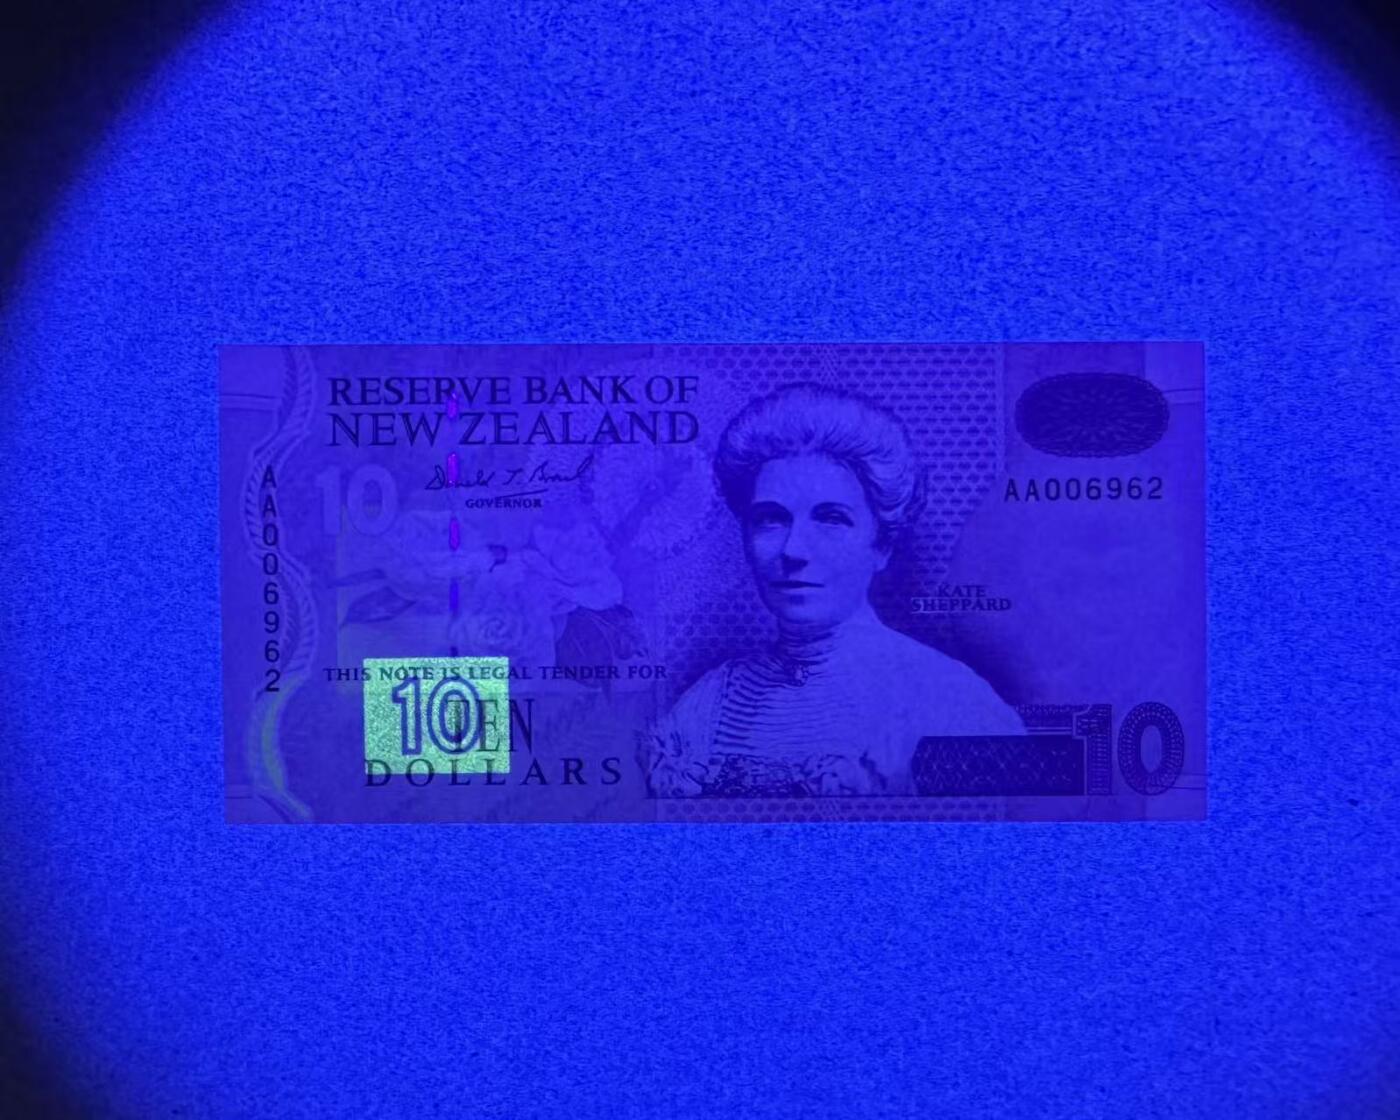 RESERVE BANK OF
NEW ZEALAND
10
GOVERNOR
AA006962
AA006962
KATE
SHEPPARD
THIS NOTE IS LEGAL TENDER FOR
10
TEN
DOLLARS
10